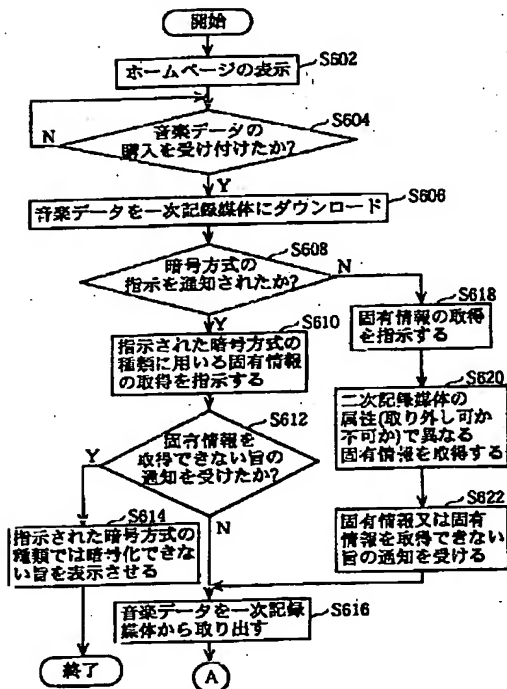 開始
ホームページの表示
S602
音楽データの
購入を受け付けたか?
S604
N
Y
音楽データを一次記録媒体にダウンロード
S606
暗号方式の
指示を通知されたか?
S608
N
Y
指示された暗号方式の
種類に用いる固有情報
の取得を指示する
S610
固有情報の取得
を指示する
S618
二次記録媒体の
属性(取り外し可か
不可か)で異なる
固有情報を取得する
S620
固有情報を
取得できない旨の
通知を受けたか?
S612
Y
N
指示された暗号方式の
種類では暗号化できな
い旨を表示させる
S614
固有情報又は固有
情報を取得できない
旨の通知を受ける
S622
音楽データを一次記録
媒体から取り出す
S616
終了
A